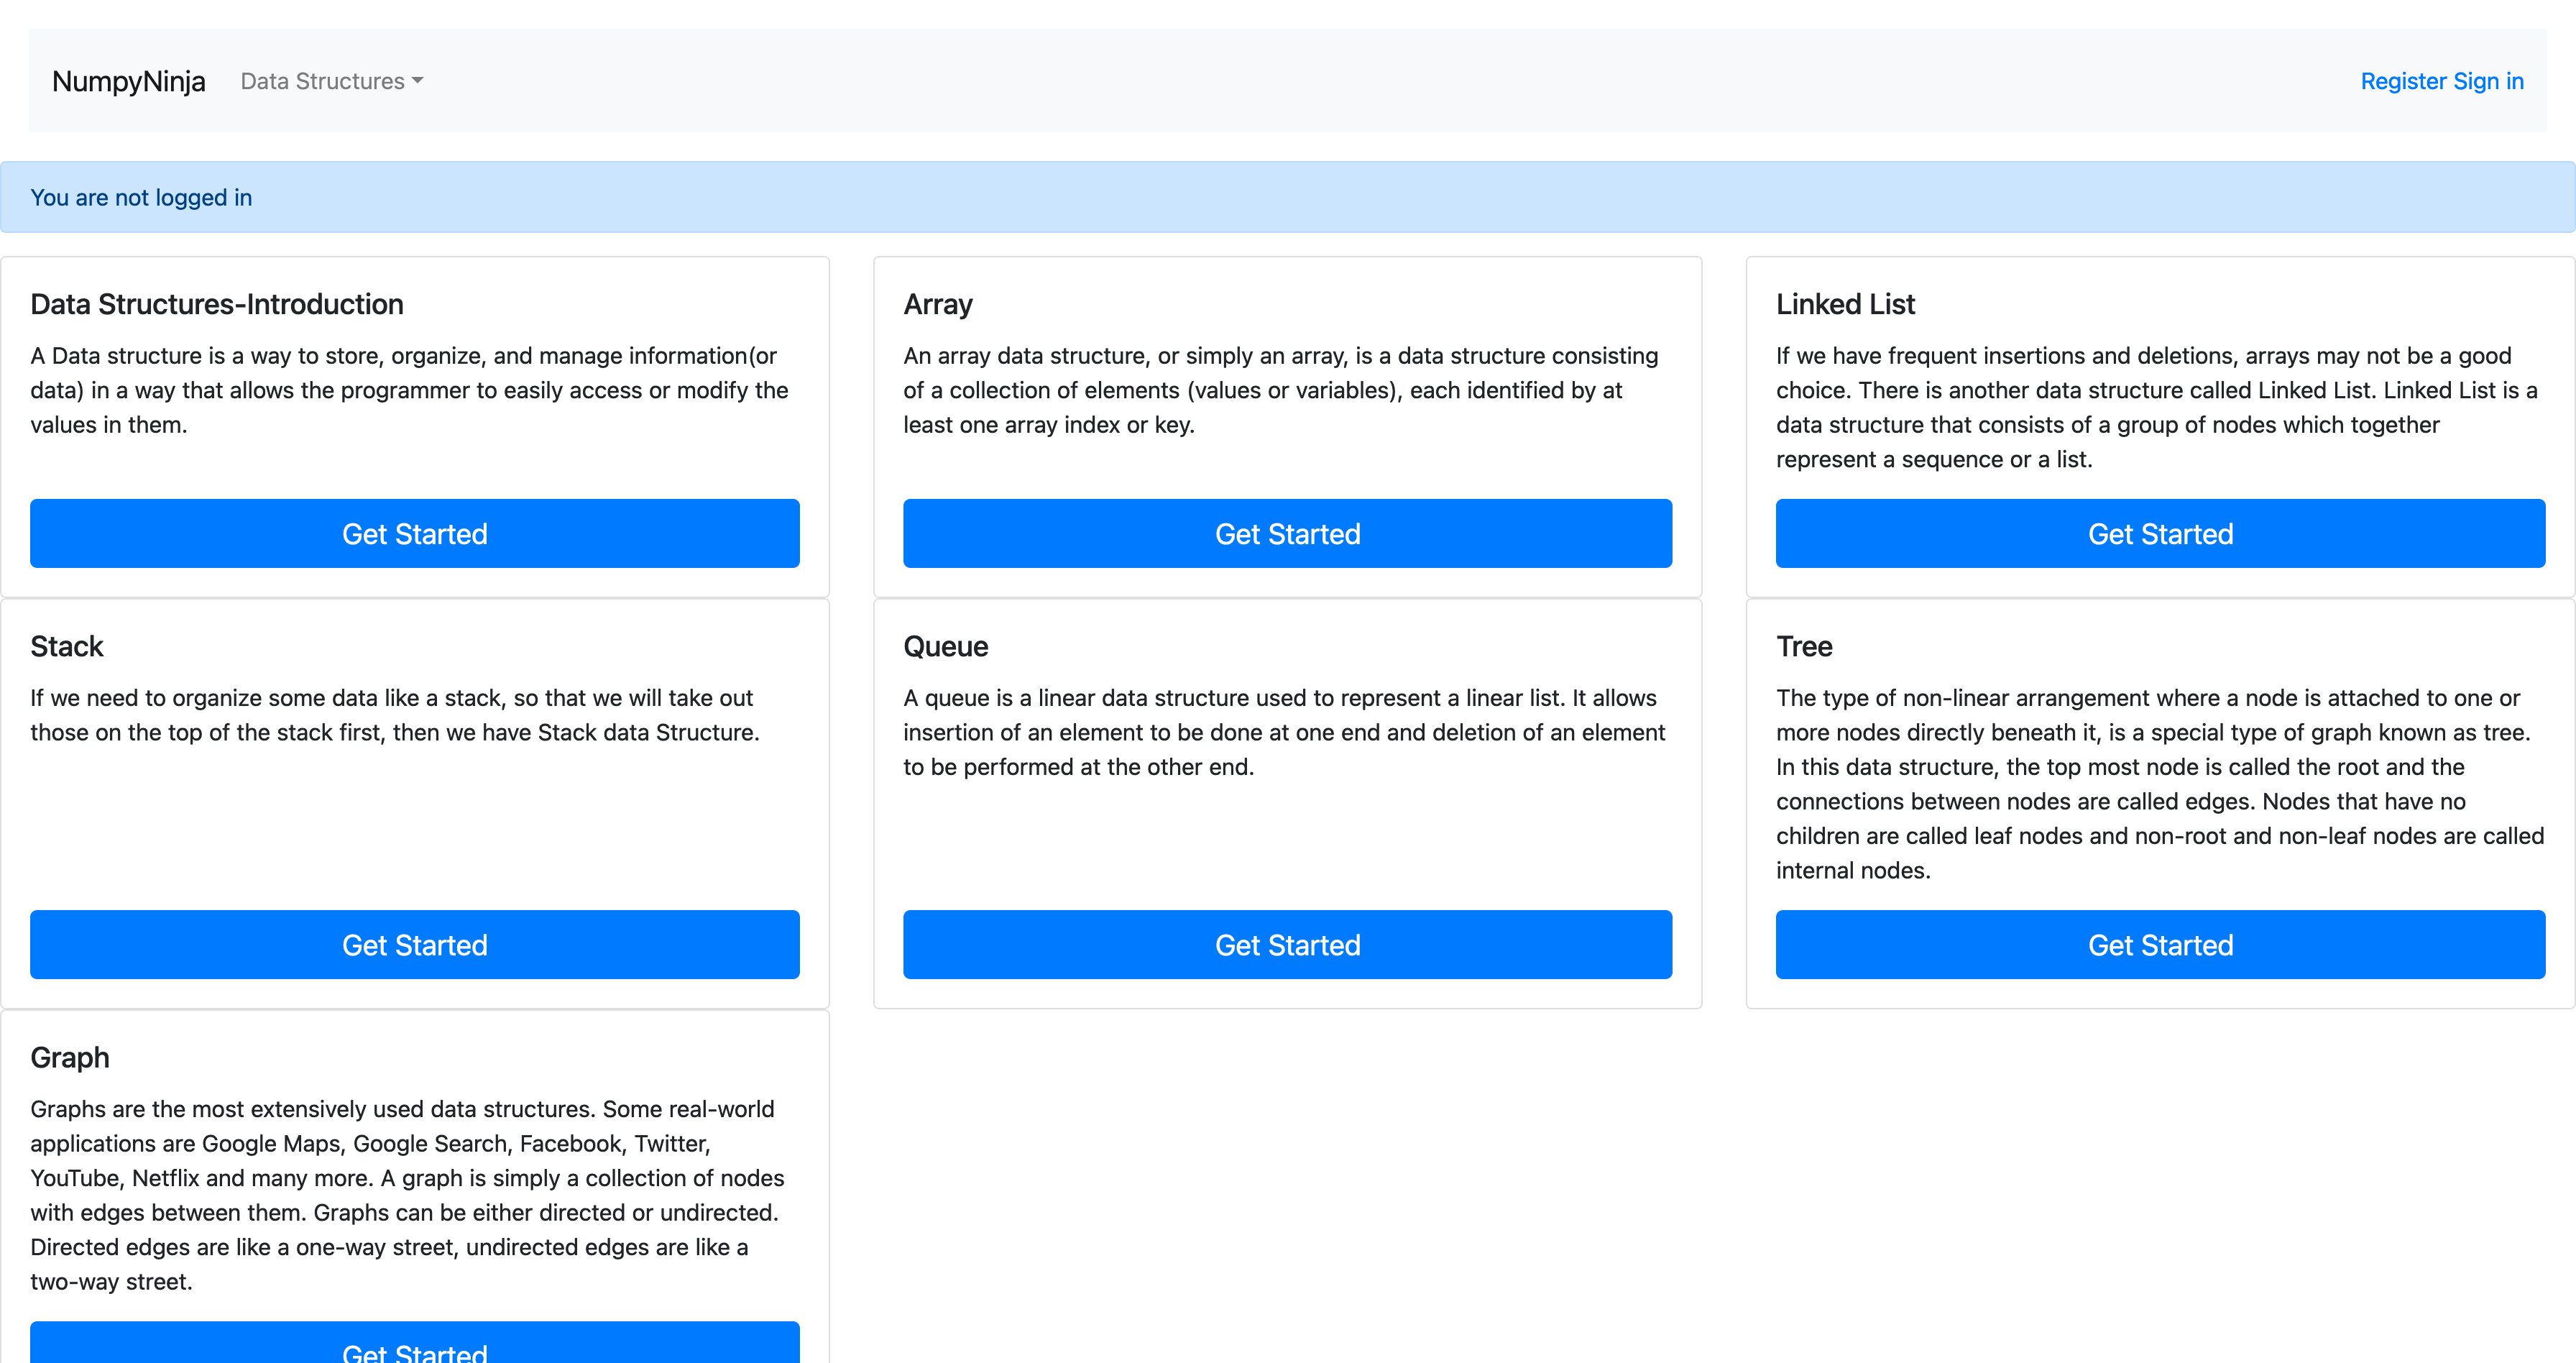 NumpyNinja Data Structures Register Sign in
You are not logged in
Data Structures-Introduction
A Data structure is a way to store, organize, and manage information(or
data) in a way that allows the programmer to easily access or modify the
values in them.
Get Started
Array
An array data structure, or simply an array, is a data structure consisting
of a collection of elements (values or variables), each identified by at
least one array index or key.
Get Started
Linked List
If we have frequent insertions and deletions, arrays may not be a good
choice. There is another data structure called Linked List. Linked List is a
data structure that consists of a group of nodes which together
represent a sequence or a list.
Get Started
Stack
If we need to organize some data like a stack, so that we will take out
those on the top of the stack first, then we have Stack data Structure.
Get Started
Queue
A queue is a linear data structure used to represent a linear list. It allows
insertion of an element to be done at one end and deletion of an element
to be performed at the other end.
Get Started
Tree
The type of non-linear arrangement where a node is attached to one or
more nodes directly beneath it, is a special type of graph known as tree.
In this data structure, the top most node is called the root and the
connections between nodes are called edges. Nodes that have no
children are called leaf nodes and non-root and non-leaf nodes are called
internal nodes.
Get Started
Graph
Graphs are the most extensively used data structures. Some real-world
applications are Google Maps, Google Search, Facebook, Twitter,
YouTube, Netflix and many more. A graph is simply a collection of nodes
with edges between them. Graphs can be either directed or undirected.
Directed edges are like a one-way street, undirected edges are like a
two-way street.
Get Started